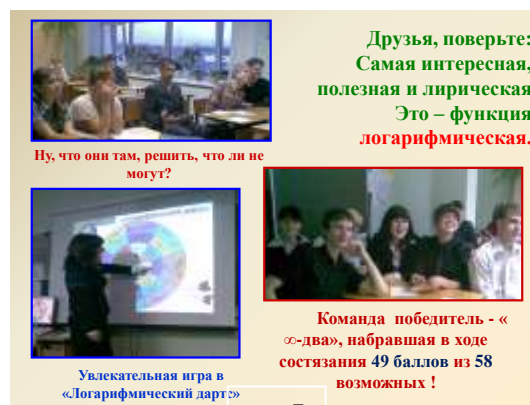 Друзья, поверьте:
Самая интересная,
полезная и лирическая
Это – функция
логарифмическая.
Ну, что они там, решить, что ли не
могут?
Команда победитель - «
∞-два», набравшая в ходе
состязания 49 баллов из 58
возможных !
Увлекательная игра в
«Логарифмический дартс»